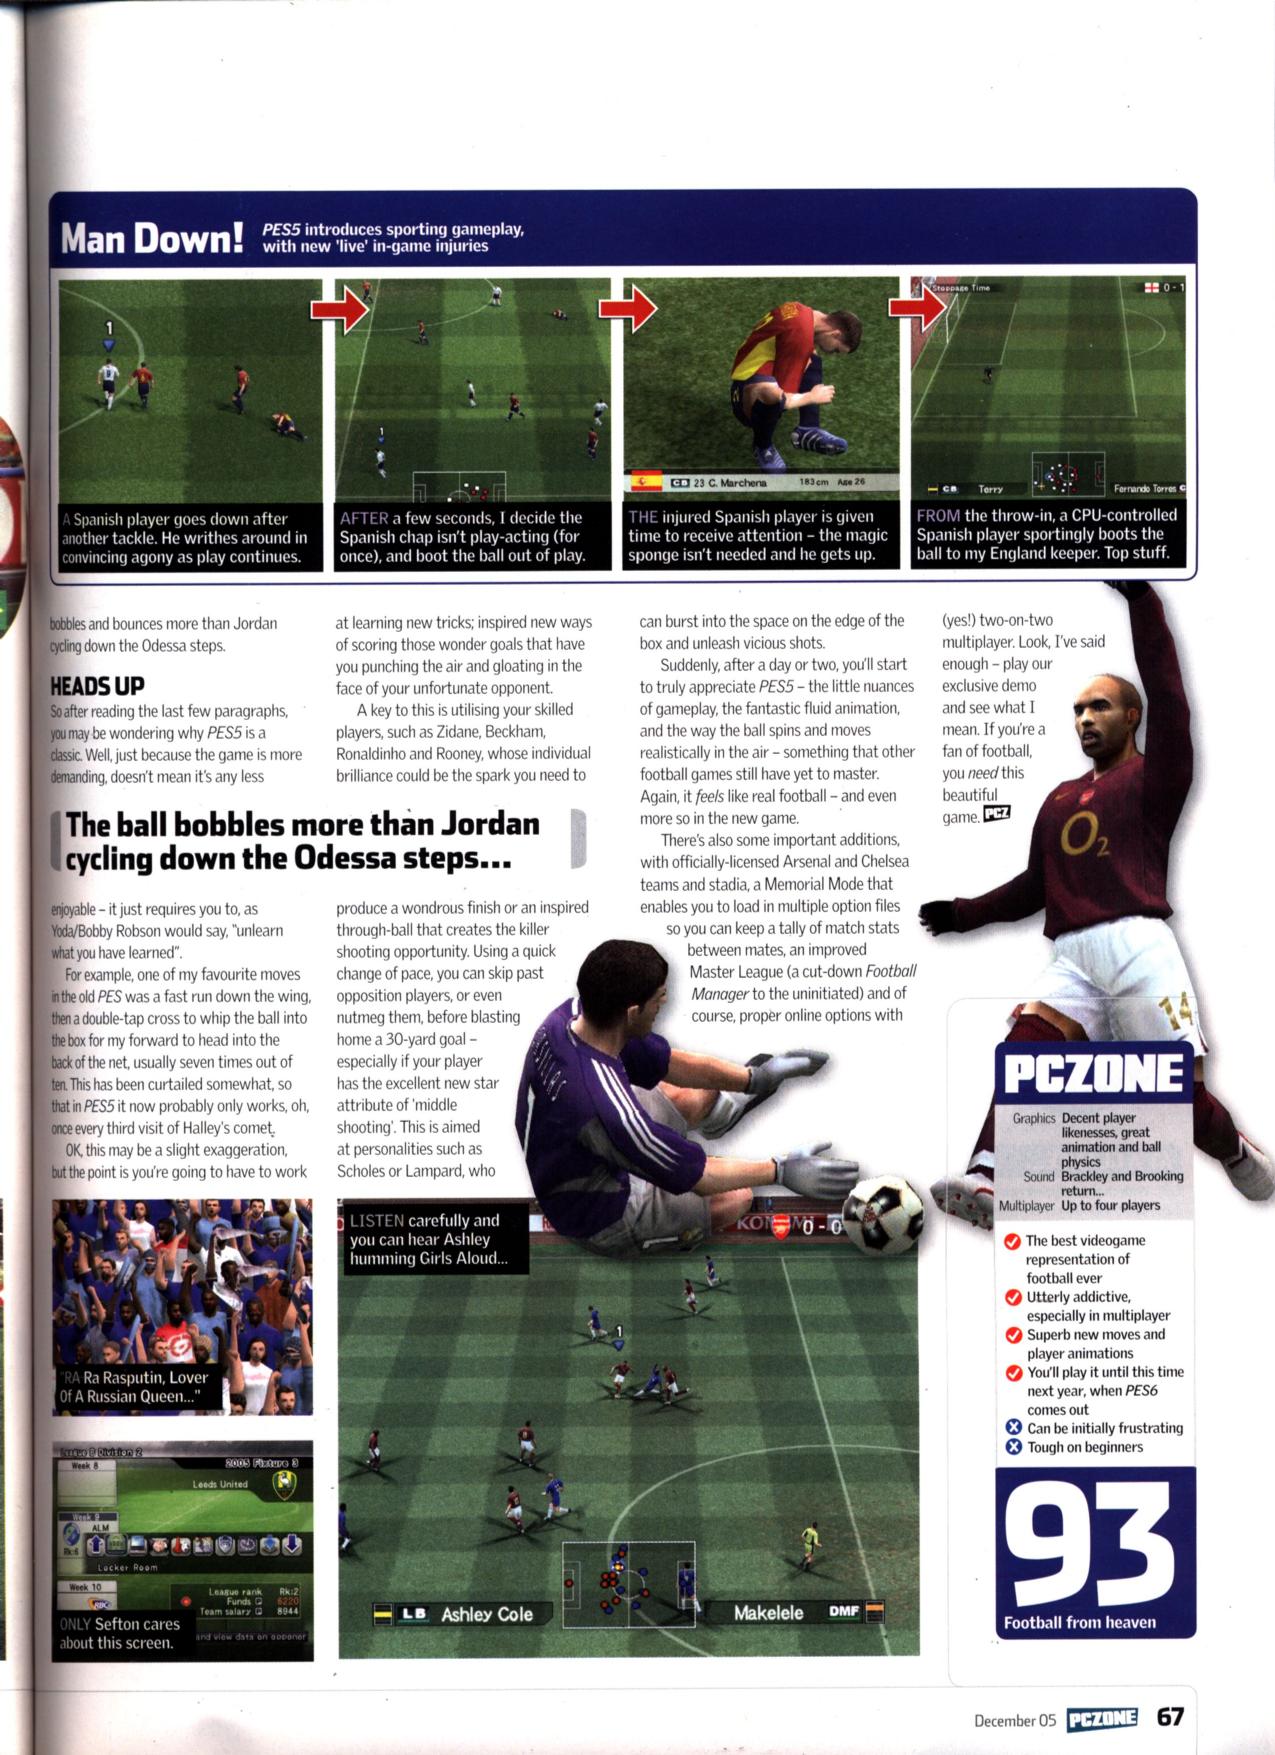 Man Down!
PES5 introduces sporting gameplay,
with new 'live' in-game injuries
1
A Spanish player goes down after
another tackle. He writhes around in
convincing agony as play continues.
1
AFTER a few seconds, I decide the
Spanish chap isn't play-acting (for
once), and boot the ball out of play.
CB 23 C. Marchena 183cm Age 26
THE injured Spanish player is given
time to receive attention – the magic
sponge isn't needed and he gets up.
Stoppage Time
0 - 1
CB Terry
Fernando Torres C
FROM the throw-in, a CPU-controlled
Spanish player sportingly boots the
ball to my England keeper. Top stuff.
bobbles and bounces more than Jordan
cycling down the Odessa steps.
HEADS UP
So after reading the last few paragraphs,
you may be wondering why PES5 is a
classic. Well, just because the game is more
demanding, doesn't mean it's any less
The ball bobbles more than Jordan
cycling down the Odessa steps...
enjoyable – it just requires you to, as
Yoda/Bobby Robson would say, "unlearn
what you have learned".
For example, one of my favourite moves
in the old PES was a fast run down the wing,
then a double-tap cross to whip the ball into
the box for my forward to head into the
back of the net, usually seven times out of
ten. This has been curtailed somewhat, so
that in PES5 it now probably only works, oh,
once every third visit of Halley's comet.
OK, this may be a slight exaggeration,
but the point is you're going to have to work
at learning new tricks; inspired new ways
of scoring those wonder goals that have
you punching the air and gloating in the
face of your unfortunate opponent.
A key to this is utilising your skilled
players, such as Zidane, Beckham,
Ronaldinho and Rooney, whose individual
brilliance could be the spark you need to
produce a wondrous finish or an inspired
through-ball that creates the killer
shooting opportunity. Using a quick
change of pace, you can skip past
opposition players, or even
nutmeg them, before blasting
home a 30-yard goal –
especially if your player
has the excellent new star
attribute of 'middle
shooting'. This is aimed
at personalities such as
Scholes or Lampard, who
can burst into the space on the edge of the
box and unleash vicious shots.
Suddenly, after a day or two, you'll start
to truly appreciate PES5 – the little nuances
of gameplay, the fantastic fluid animation,
and the way the ball spins and moves
realistically in the air – something that other
football games still have yet to master.
Again, it feels like real football – and even
more so in the new game.
There's also some important additions,
with officially-licensed Arsenal and Chelsea
teams and stadia, a Memorial Mode that
enables you to load in multiple option files
so you can keep a tally of match stats
between mates, an improved
Master League (a cut-down Football
Manager to the uninitiated) and of
course, proper online options with
(yes!) two-on-two
multiplayer. Look, I've said
enough – play our
exclusive demo
and see what I
mean. If you're a
fan of football,
you need this
beautiful
game. PCZ
O2
14
"RA Ra Rasputin, Lover
Of A Russian Queen..."
League B Division 2
Week 8
2005 Fixture 3
Leeds United
Week 9
ALM
Rk:6
Locker Room
Week 10
RBC
League rank Rk:2
Funds 6220
Team salary 8944
and view data on opponent
ONLY Sefton cares
about this screen.
LISTEN carefully and
you can hear Ashley
humming Girls Aloud...
KONAMI
0 - 0
1
LB Ashley Cole
Makelele DMF
PCZONE
Graphics Decent player
likenesses, great
animation and ball
physics
Sound Brackley and Brooking
return...
Multiplayer Up to four players
The best videogame
representation of
football ever
Utterly addictive,
especially in multiplayer
Superb new moves and
player animations
You'll play it until this time
next year, when PES6
comes out
Can be initially frustrating
Tough on beginners
93
Football from heaven
December 05 PCZONE 67